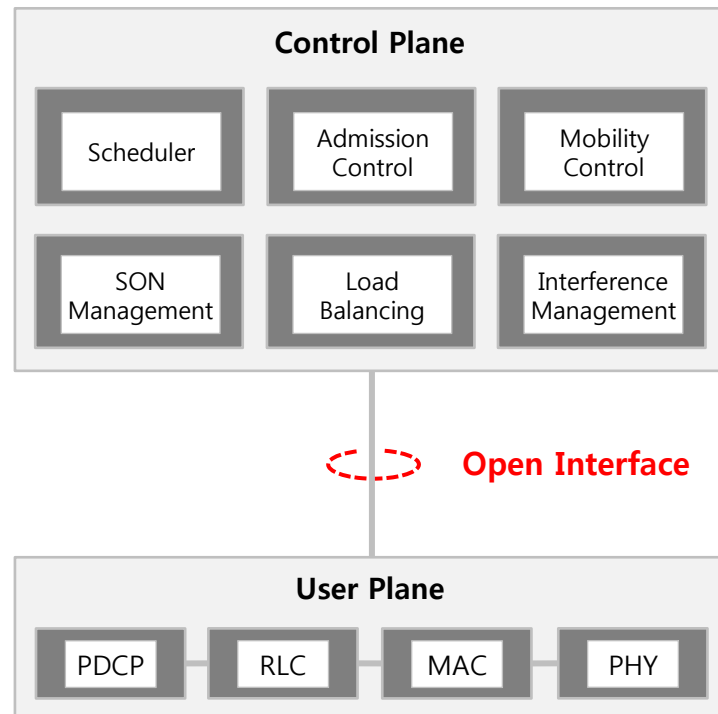 Control Plane
Scheduler
Admission
Control
Mobility
Control
SON
Management
Load
Balancing
Interference
Management
Open Interface
User Plane
PDCP
RLC
MAC
PHY